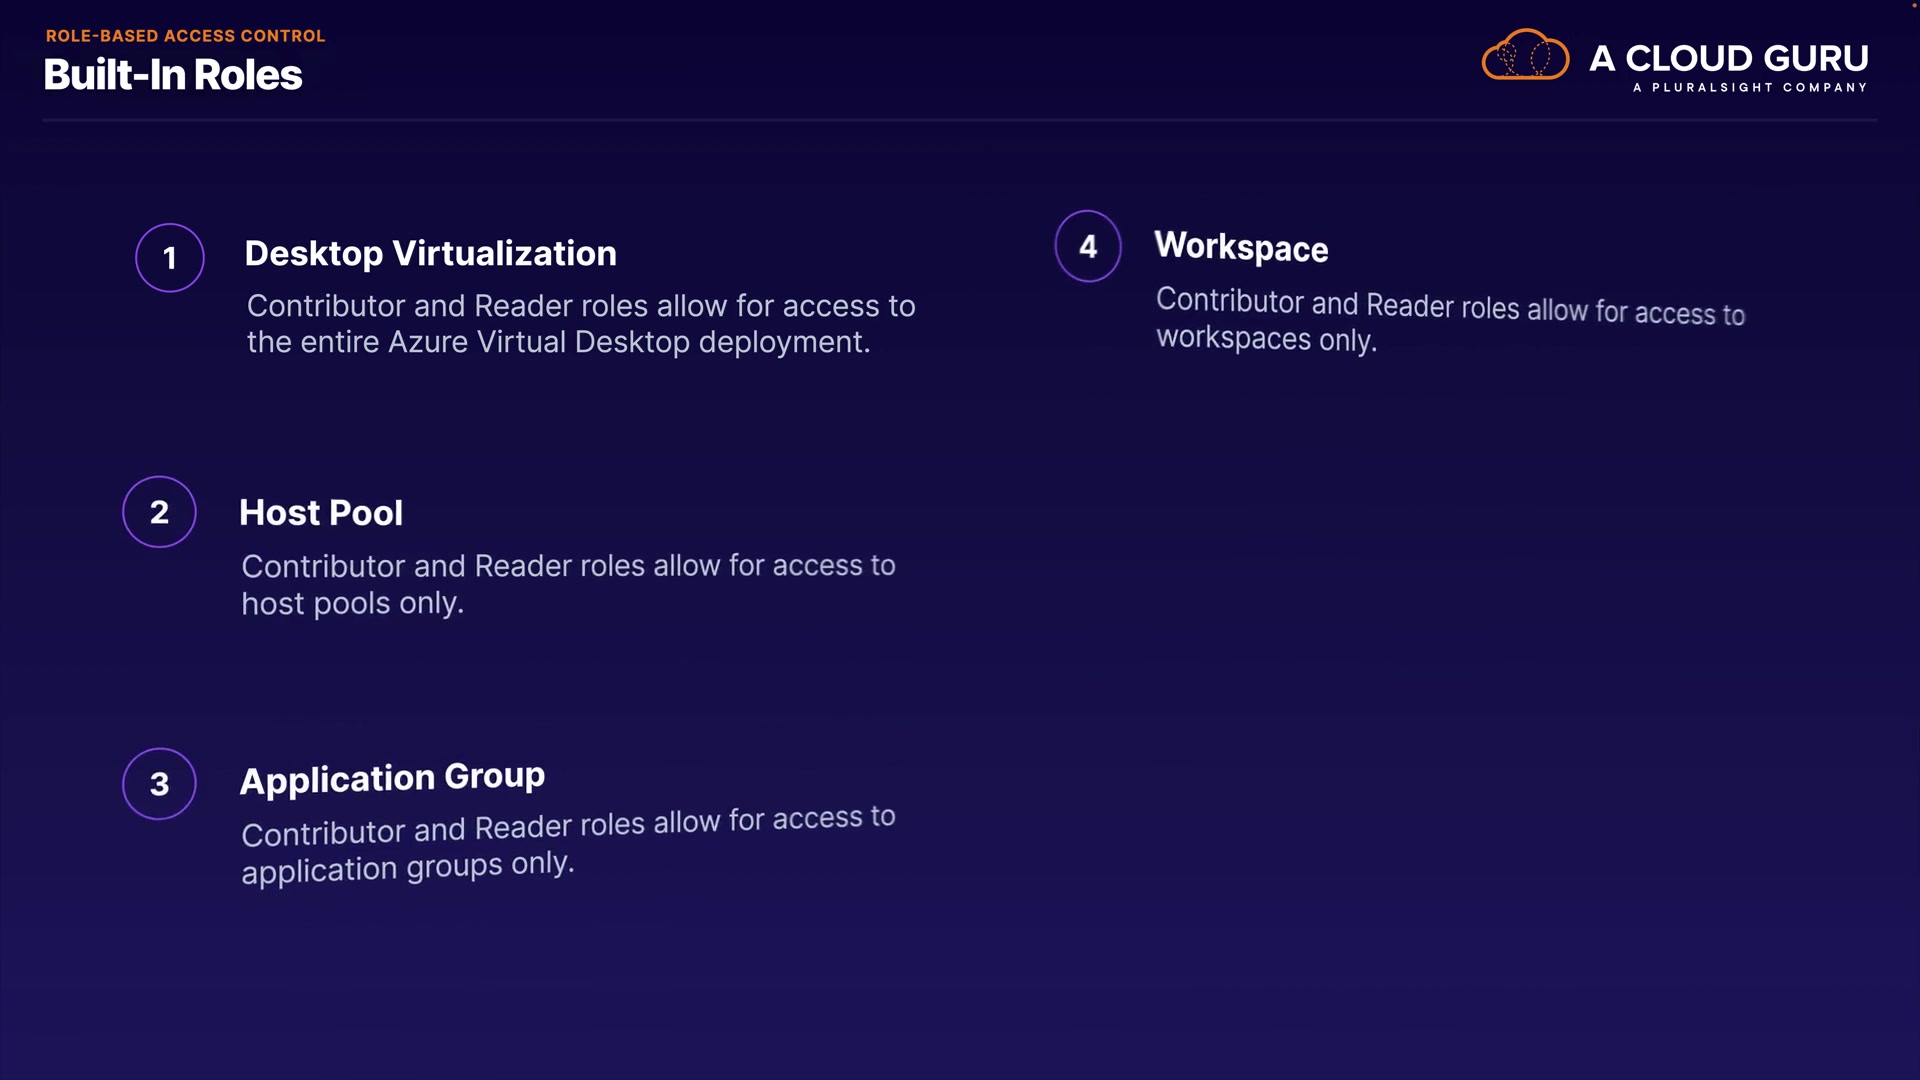 ROLE-BASED ACCESS CONTROL
Built-In Roles
A CLOUD GURU
A PLURALSIGHT COMPANY
1
Desktop Virtualization
Contributor and Reader roles allow for access to
the entire Azure Virtual Desktop deployment.
2
Host Pool
Contributor and Reader roles allow for access to
host pools only.
3
Application Group
Contributor and Reader roles allow for access to
application groups only.
4
Workspace
Contributor and Reader roles allow for access to
workspaces only.